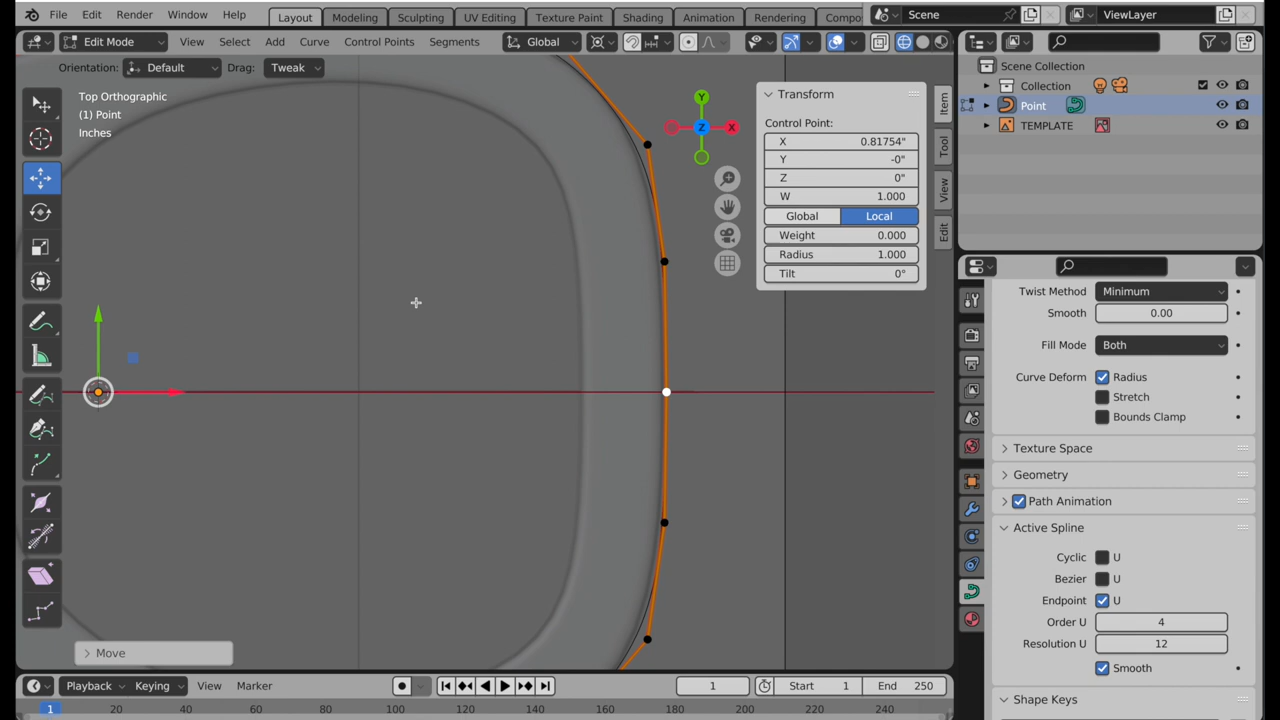 File Edit Render Window Help Layout Modeling Sculpting UV Editing Texture Paint Shading Animation Rendering Compo Scene ViewLayer
Edit Mode View Select Add Curve Control Points Segments Global
Orientation: Default Drag: Tweak
Top Orthographic
(1) Point
Inches
Y
Z
X
Transform
Control Point:
X 0.81754"
Y -0"
Z 0"
W 1.000
Global Local
Weight 0.000
Radius 1.000
Tilt 0°
Item
Tool
View
Edit
Scene Collection
Collection
Point
TEMPLATE
Twist Method Minimum
Smooth 0.00
Fill Mode Both
Curve Deform Radius
Stretch
Bounds Clamp
Texture Space
Geometry
Path Animation
Active Spline
Cyclic U
Bezier U
Endpoint U
Order U 4
Resolution U 12
Smooth
Shape Keys
Move
Playback Keying View Marker 1 Start 1 End 250
1 20 40 60 80 100 120 140 160 180 200 220 240